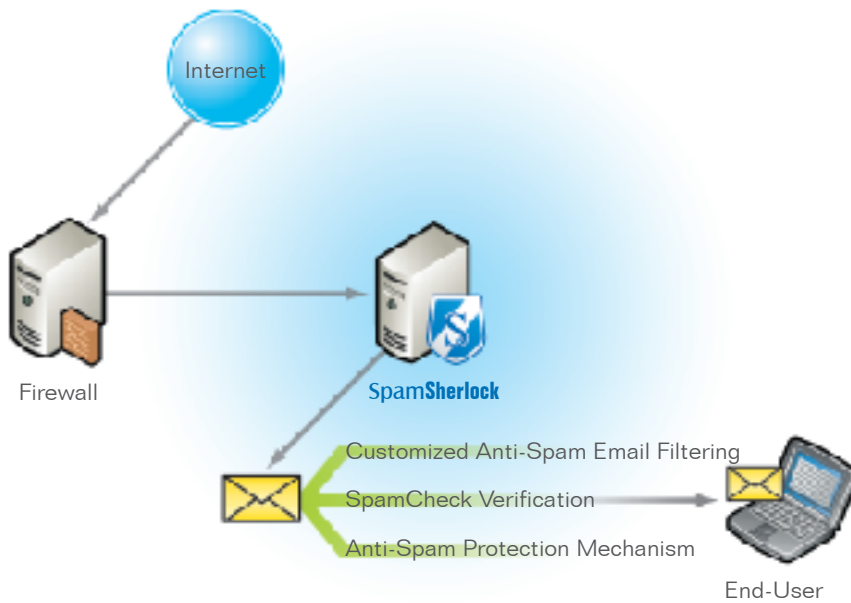 Internet
Firewall
SpamSherlock
Customized Anti-Spam Email Filtering
SpamCheck Verification
Anti-Spam Protection Mechanism
End-User
S